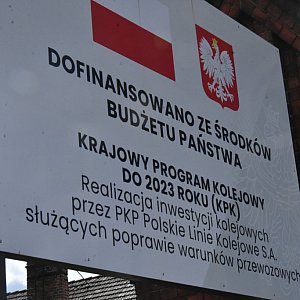 DOFINANSOWANO ZE ŚRODKÓW
BUDŻETU PAŃSTWA
KRAJOWY PROGRAM KOLEJOWY
DO 2023 ROKU (KPK)
Realizacja inwestycji kolejowych
przez PKP Polskie Linie Kolejowe S.A.
służących poprawie warunków przewozowych